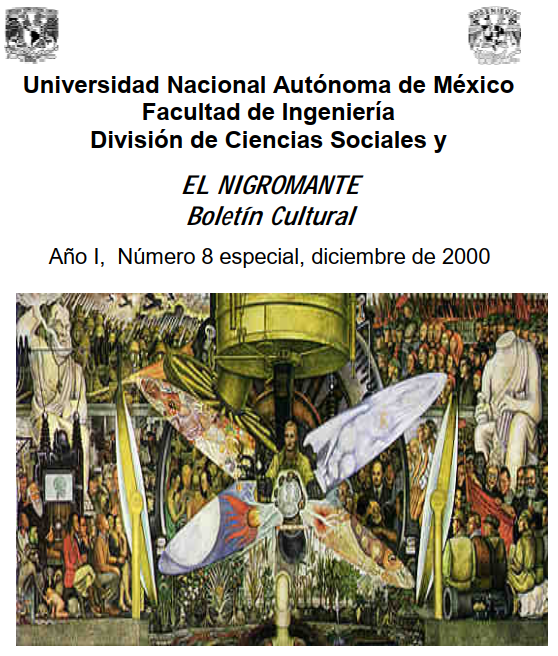 INGENIERIA
Universidad Nacional Autónoma de México
Facultad de Ingeniería
División de Ciencias Sociales y
EL NIGROMANTE
Boletín Cultural
Año I,  Número 8 especial, diciembre de 2000